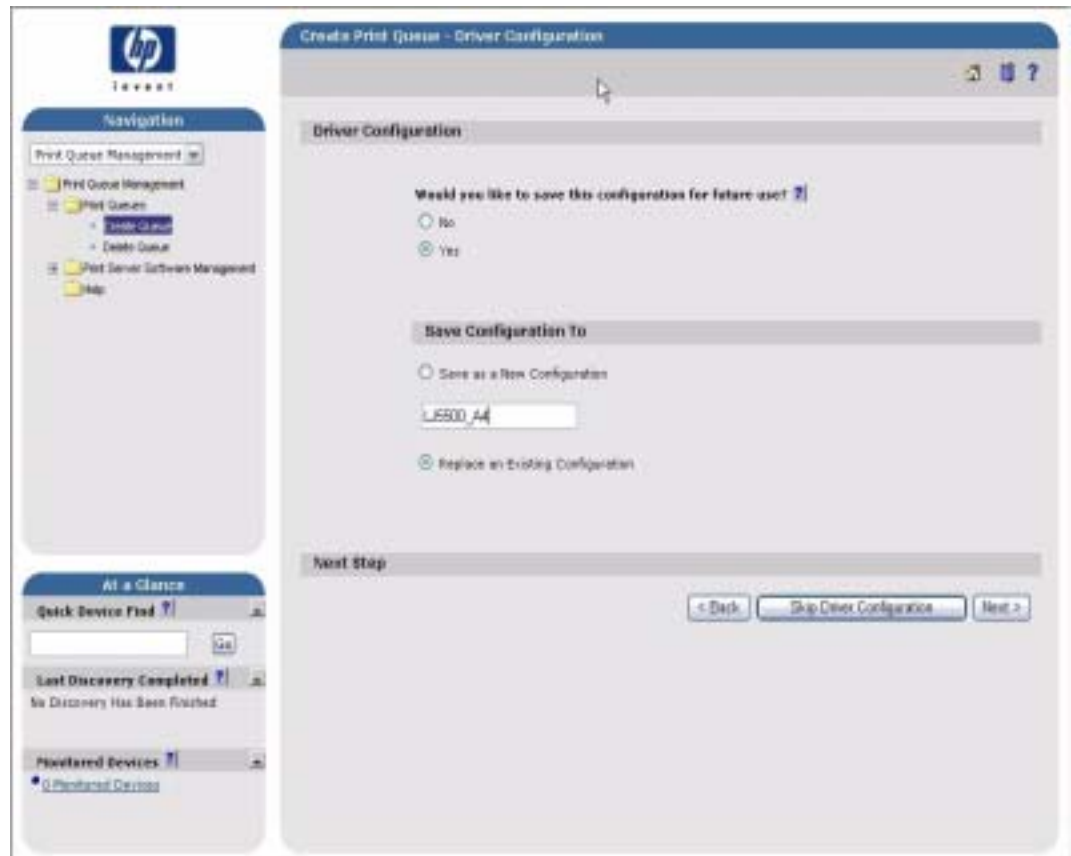 hp
invent
Navigation
Print Queue Management
Print Queue Management
Print Queues
Create Queue
Delete Queue
Print Server Software Management
Help
At a Glance
Quick Device Find ?
Go
Last Discovery Completed ?
No Discovery Has Been Finished
Monitored Devices ?
0 Monitored Devices
Create Print Queue - Driver Configuration
?
Driver Configuration
Would you like to save this configuration for future use? ?
No
Yes
Save Configuration To
Save as a New Configuration
LJ5500_A4
Replace an Existing Configuration
Next Step
< Back
Skip Driver Configuration
Next >